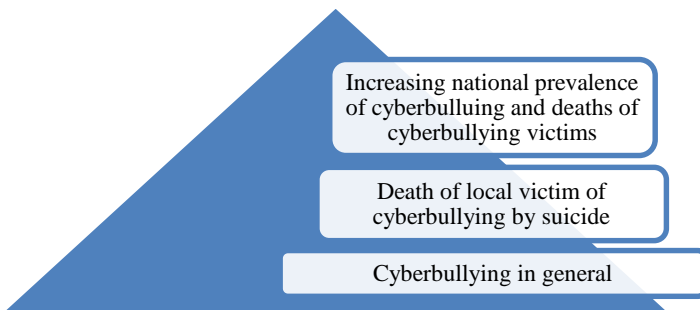 Increasing national prevalence
of cyberbulluing and deaths of
cyberbullying victims
Death of local victim of
cyberbullying by suicide
Cyberbullying in general